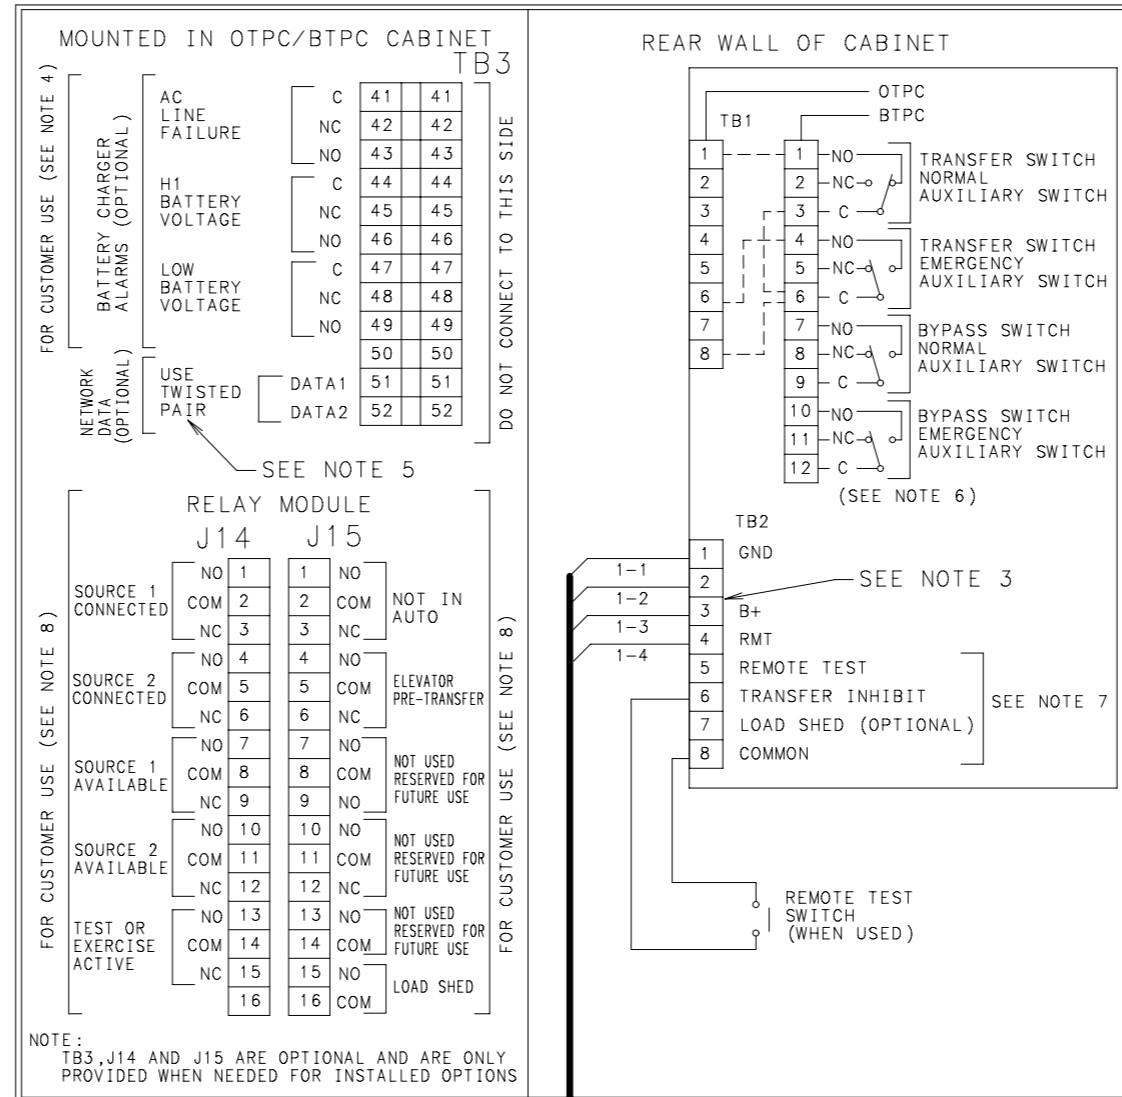 MOUNTED IN OTPC/BTPC CABINET
TB3
FOR CUSTOMER USE (SEE NOTE 4)
BATTERY CHARGER
ALARMS (OPTIONAL)
AC
LINE
FAILURE
C 41 41
NC 42 42
NO 43 43
H1
BATTERY
VOLTAGE
C 44 44
NC 45 45
NO 46 46
LOW
BATTERY
VOLTAGE
C 47 47
NC 48 48
NO 49 49
50 50
NETWORK
DATA
(OPTIONAL)
USE
TWISTED
PAIR
DATA1 51 51
DATA2 52 52
DO NOT CONNECT TO THIS SIDE
SEE NOTE 5
RELAY MODULE
J14 J15
FOR CUSTOMER USE (SEE NOTE 8)
SOURCE 1
CONNECTED
NO 1
COM 2
NC 3
SOURCE 2
CONNECTED
NO 4
COM 5
NC 6
SOURCE 1
AVAILABLE
NO 7
COM 8
NC 9
SOURCE 2
AVAILABLE
NO 10
COM 11
NC 12
TEST OR
EXERCISE
ACTIVE
NO 13
COM 14
NC 15
16
1 NO
2 COM
3 NC
NOT IN
AUTO
4 NO
5 COM
6 NC
ELEVATOR
PRE-TRANSFER
7 NO
8 COM
9 NO
NOT USED
RESERVED FOR
FUTURE USE
10 NO
11 COM
12 NC
NOT USED
RESERVED FOR
FUTURE USE
13 NO
14 COM
NOT USED
RESERVED FOR
FUTURE USE
15 NO
16 COM
LOAD SHED
FOR CUSTOMER USE (SEE NOTE 8)
NOTE:
TB3,J14 AND J15 ARE OPTIONAL AND ARE ONLY
PROVIDED WHEN NEEDED FOR INSTALLED OPTIONS
REAR WALL OF CABINET
OTPC
BTPC
TB1
1
2
3
4
5
6
7
8
1 NO
2 NC
3 C
TRANSFER SWITCH
NORMAL
AUXILIARY SWITCH
4 NO
5 NC
6 C
TRANSFER SWITCH
EMERGENCY
AUXILIARY SWITCH
7 NO
8 NC
9 C
BYPASS SWITCH
NORMAL
AUXILIARY SWITCH
10 NO
11 NC
12 C
BYPASS SWITCH
EMERGENCY
AUXILIARY SWITCH
(SEE NOTE 6)
TB2
1-1 1 GND
1-2 2
SEE NOTE 3
1-3 3 B+
1-4 4 RMT
5 REMOTE TEST
6 TRANSFER INHIBIT
7 LOAD SHED (OPTIONAL)
8 COMMON
SEE NOTE 7
REMOTE TEST
SWITCH
(WHEN USED)